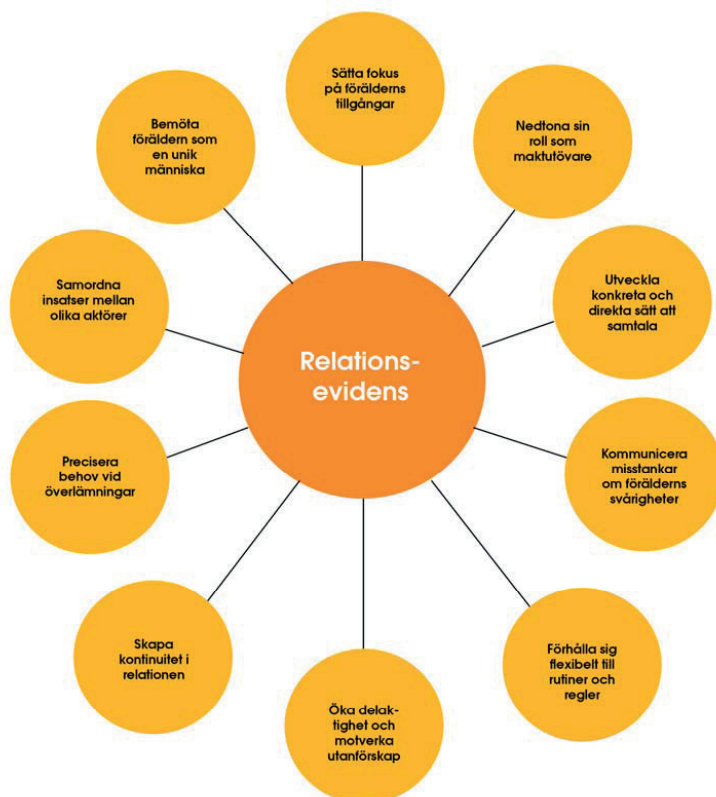 Sätta fokus
på förälderns
tillgångar
Bemöta
föräldern som
en unik
människa
Nedtona sin
roll som
maktutövare
Samordna
insatser mellan
olika aktörer
Utveckla
konkreta och
direkta sätt att
samtala
Relations-
evidens
Precisera
behov vid
överlämningar
Kommunicera
misstankar
om förälderns
svårigheter
Skapa
kontinuitet i
relationen
Förhålla sig
flexibelt till
rutiner och
regler
Öka delak-
tighet och
motverka
utanförskap